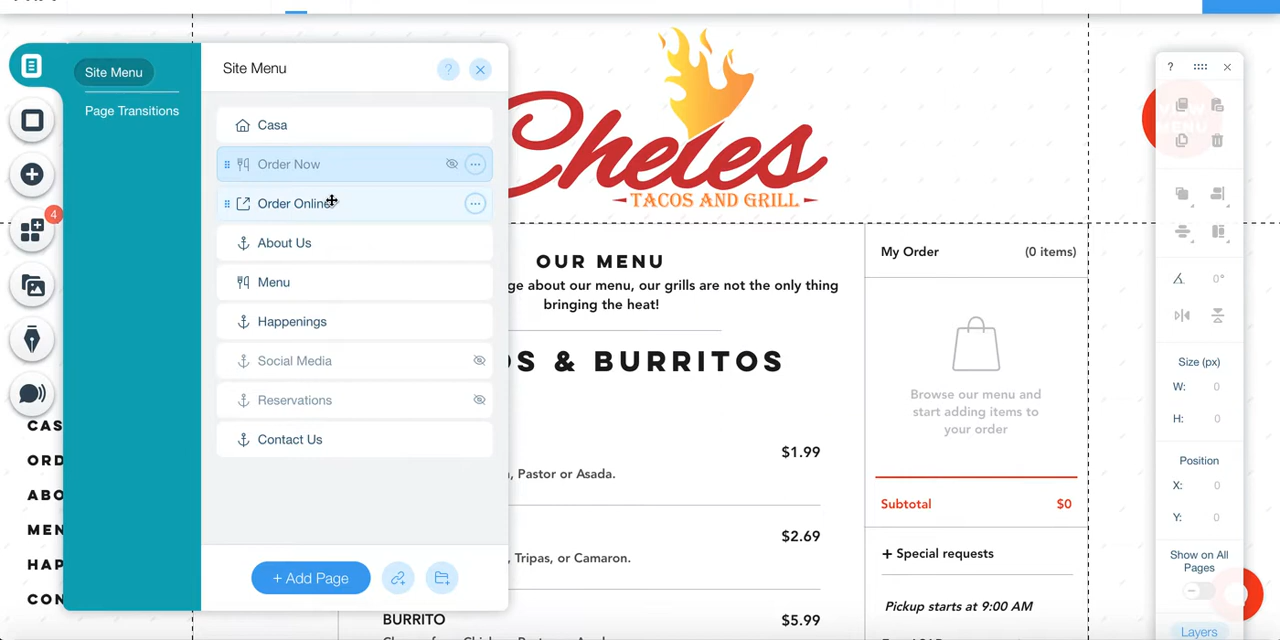 Site Menu
Page Transitions
Site Menu
?
Casa
Order Now
Order Online
About Us
Menu
Happenings
Social Media
Reservations
Contact Us
+ Add Page
4
CAS
ORD
ABO
MEN
HAP
CON
Cheles
TACOS AND GRILL
OUR MENU
ge about our menu, our grills are not the only thing
bringing the heat!
OS & BURRITOS
$1.99
, Pastor or Asada.
$2.69
, Tripas, or Camaron.
BURRITO
$5.99
My Order
(0 items)
Browse our menu and
start adding items to
your order
Subtotal
$0
+ Special requests
Pickup starts at 9:00 AM
?
0°
Size (px)
W: 0
H: 0
Position
X: 0
Y: 0
Show on All
Pages
Layers